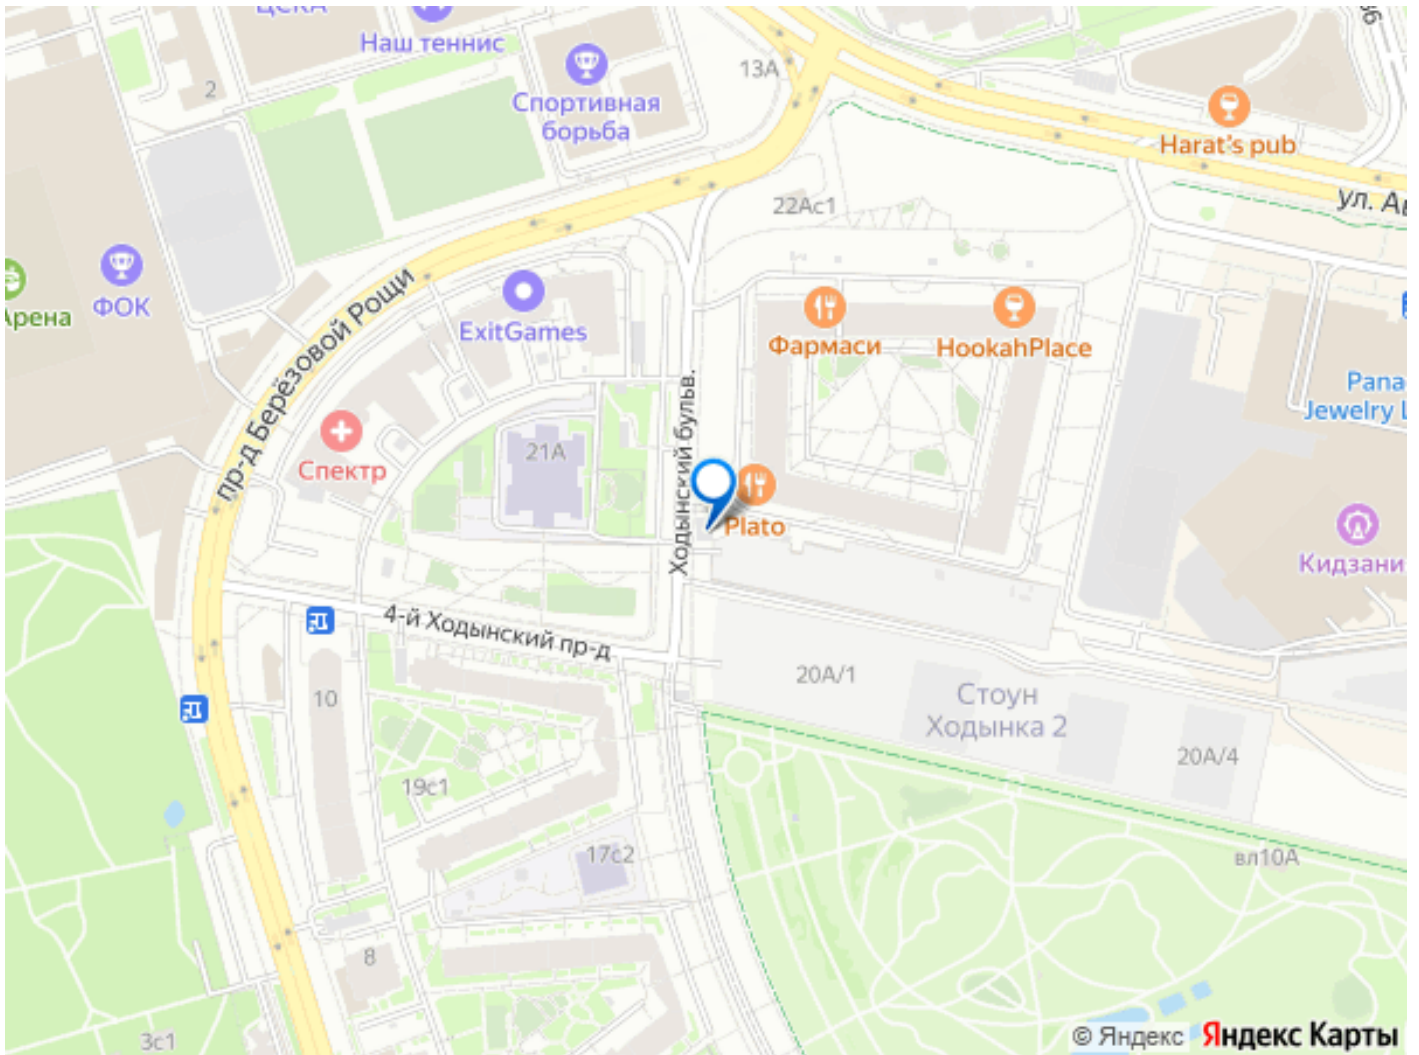 ЦСКА
Наш теннис
2
13А
Спортивная
борьба
Harat's pub
ул. Ав
22Ас1
ФОК
Арена
ExitGames
Фармаси
HookahPlace
пр-д Берёзовой Рощи
Ходынский бульв.
Pana
Jewelry L
21А
Спектр
Plato
Кидзани
4-й Ходынский пр-д
20А/1
Стоун
Ходынка 2
10
20А/4
19с1
17с2
вл10А
8
3с1
© Яндекс Яндекс Карты